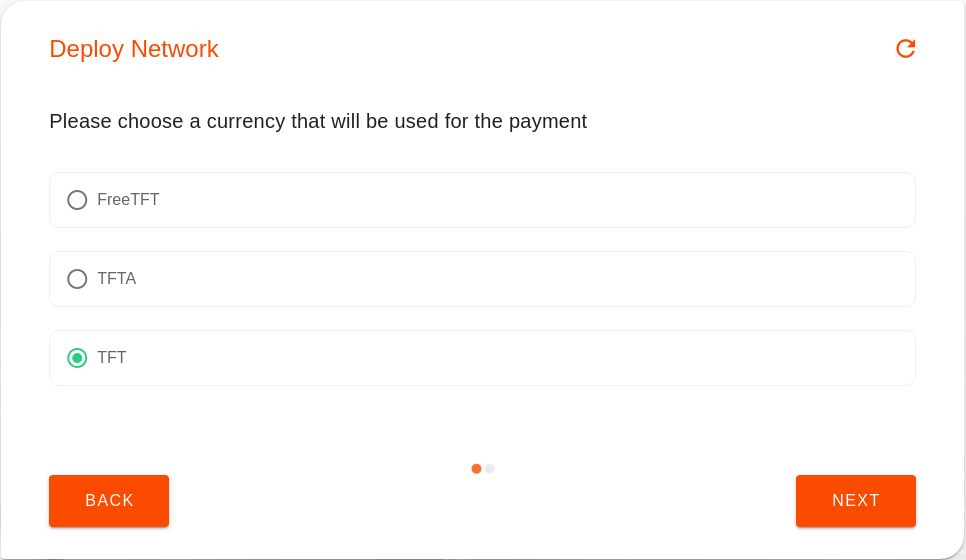 Deploy Network
Please choose a currency that will be used for the payment
FreeTFT
TFTA
TFT
BACK
NEXT